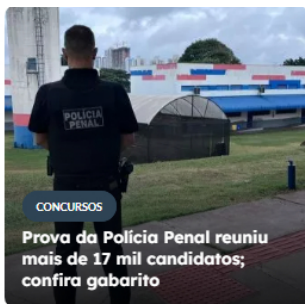 POLÍCIA
PENAL
CONCURSOS
Prova da Polícia Penal reuniu
mais de 17 mil candidatos;
confira gabarito